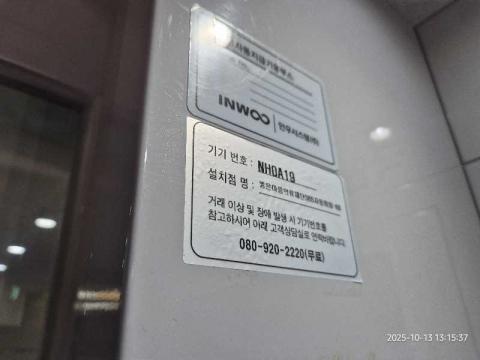 INWOO 인우시스템(주)
기기 번호 : NH0A19
설치점 명 :
거래 이상 및 장애 발생 시 기기번호를
참고하시어 아래 고객상담실로 연락바랍니다.
080-920-2220(무료)
2025-10-13 13:15:37